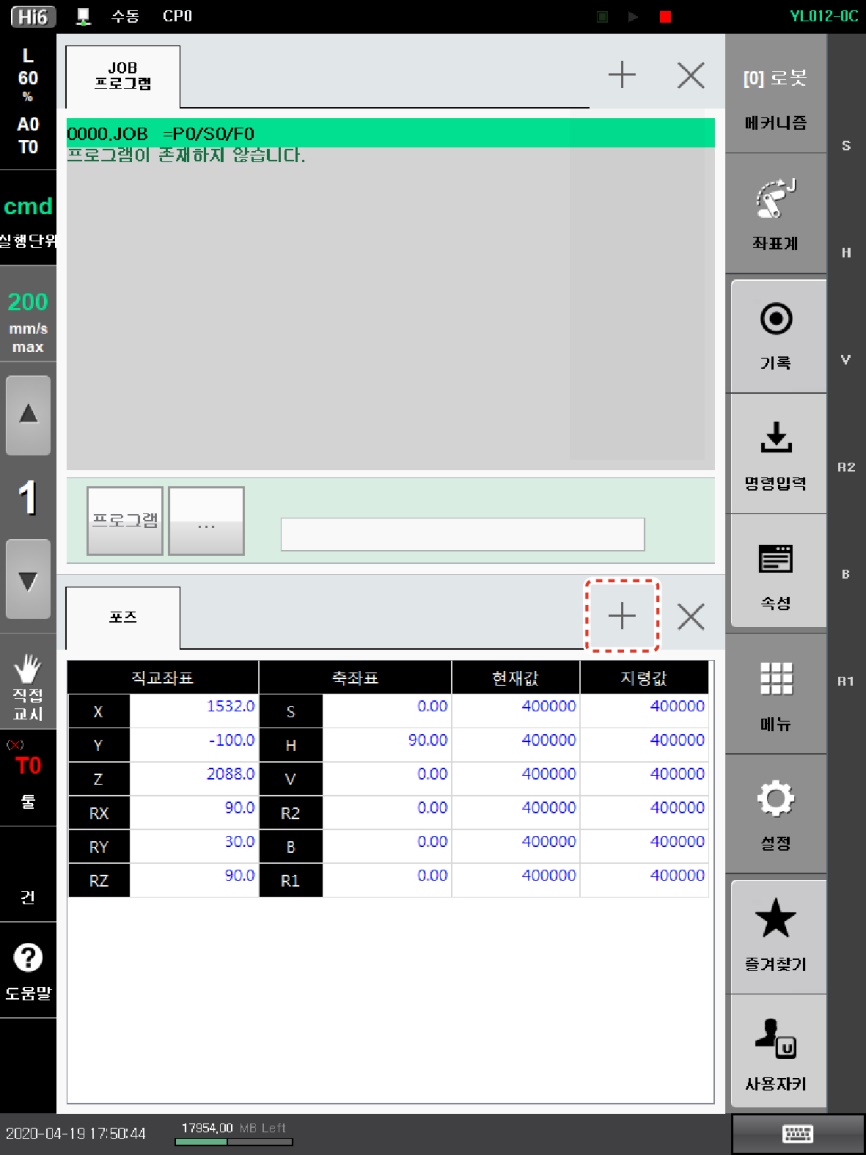 Hi6 수동 CP0 YL012-0C
L
60
%
A0
T0
cmd
실행단위
200
mm/s
max
▲
1
▼
직접
교시
(X)
T0
툴
건
?
도움말
JOB
프로그램
0000.JOB =P0/S0/F0
프로그램이 존재하지 않습니다.
프로그램 ...
포즈
직교좌표 축좌표 현재값 지령값
X 1532.0 S 0.00 400000 400000
Y -100.0 H 90.00 400000 400000
Z 2088.0 V 0.00 400000 400000
RX 90.0 R2 0.00 400000 400000
RY 30.0 B 0.00 400000 400000
RZ 90.0 R1 0.00 400000 400000
[0] 로봇
메커니즘
J
좌표계
기록
명령입력
속성
메뉴
설정
즐겨찾기
U
사용자키
S
H
V
R2
B
R1
2020-04-19 17:50:44 17954,00 MB Left